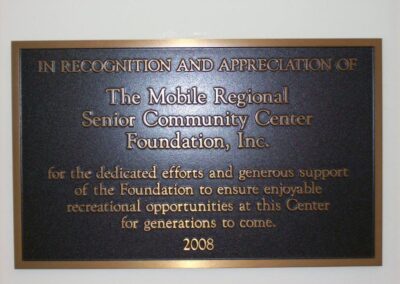 IN RECOGNITION AND APPRECIATION OF
The Mobile Regional
Senior Community Center
Foundation, Inc.
for the dedicated efforts and generous support
of the Foundation to ensure enjoyable
recreational opportunities at this Center
for generations to come.
2008